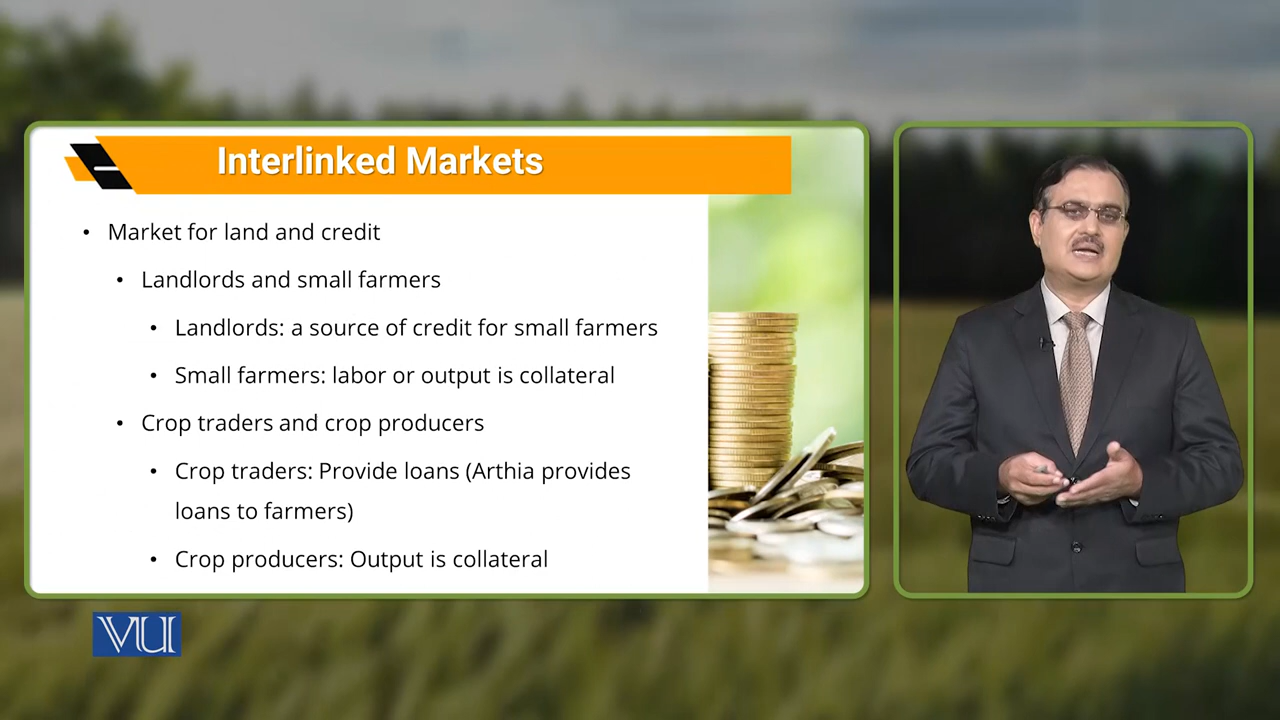 Interlinked Markets
• Market for land and credit
• Landlords and small farmers
• Landlords: a source of credit for small farmers
• Small farmers: labor or output is collateral
• Crop traders and crop producers
• Crop traders: Provide loans (Arthia provides
loans to farmers)
• Crop producers: Output is collateral
VU